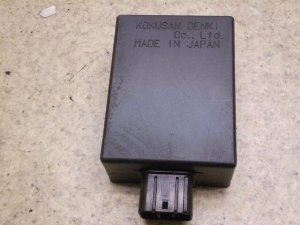 KOKUSAN DENKI
Co., Ltd.
MADE IN JAPAN